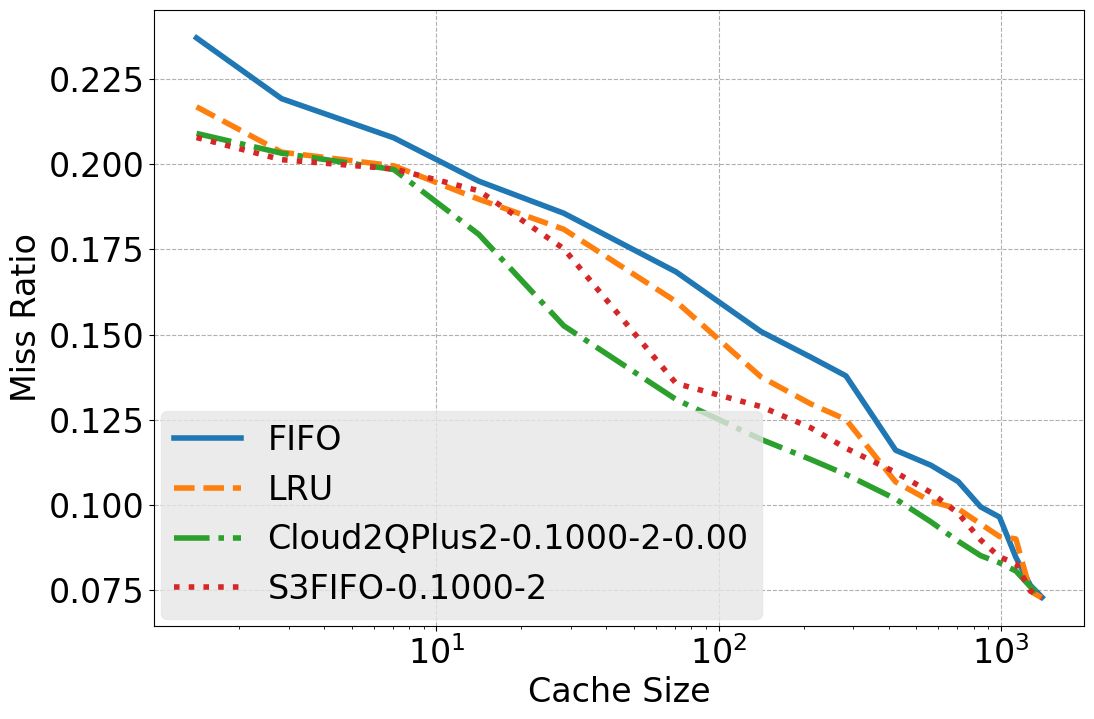 0.225
0.200
0.175
0.150
0.125
0.100
0.075
Miss Ratio
FIFO
LRU
Cloud2QPlus2-0.1000-2-0.00
S3FIFO-0.1000-2
10¹ 10² 10³
Cache Size